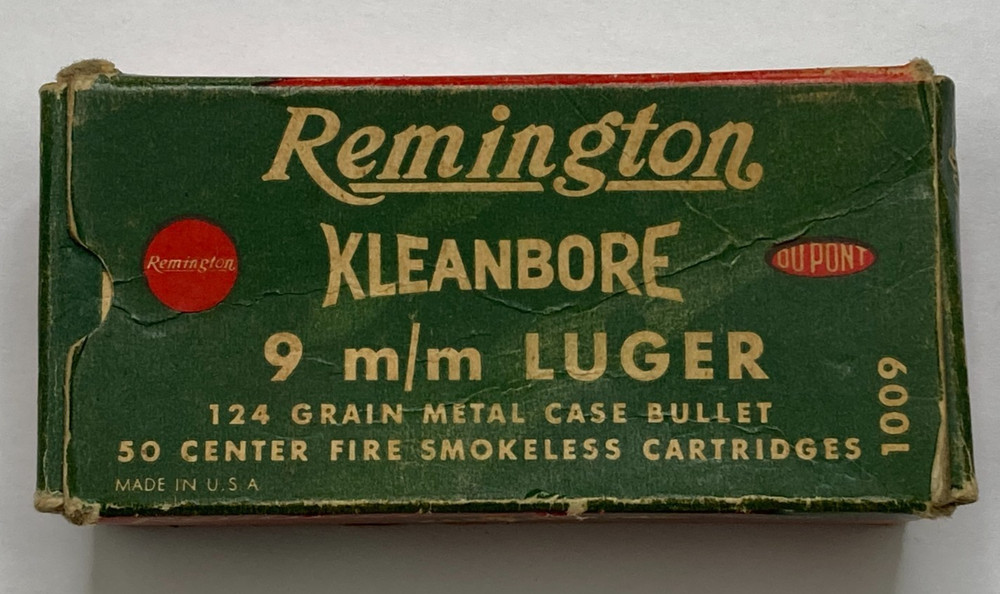 Remington
KLEANBORE
Remington
DU PONT
9 m/m LUGER
124 GRAIN METAL CASE BULLET
50 CENTER FIRE SMOKELESS CARTRIDGES
MADE IN U.S A
1009